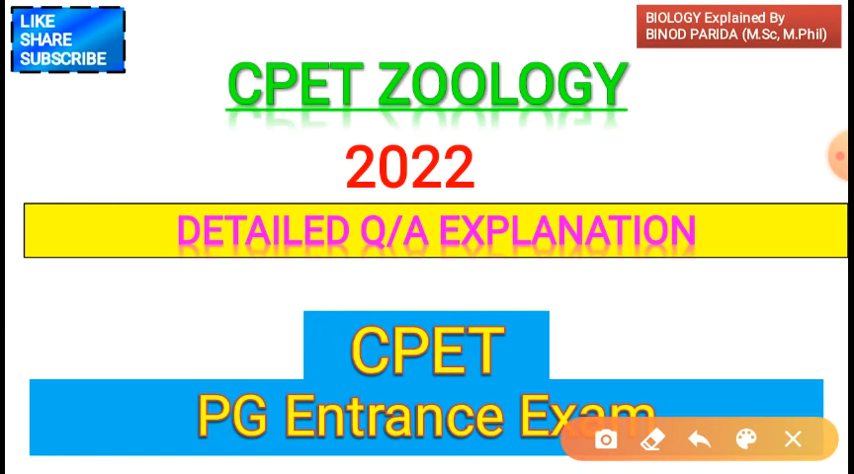 LIKE
SHARE
SUBSCRIBE
BIOLOGY Explained By
BINOD PARIDA (M.Sc, M.Phil)
CPET ZOOLOGY
2022
DETAILED Q/A EXPLANATION
CPET
PG Entrance Exam